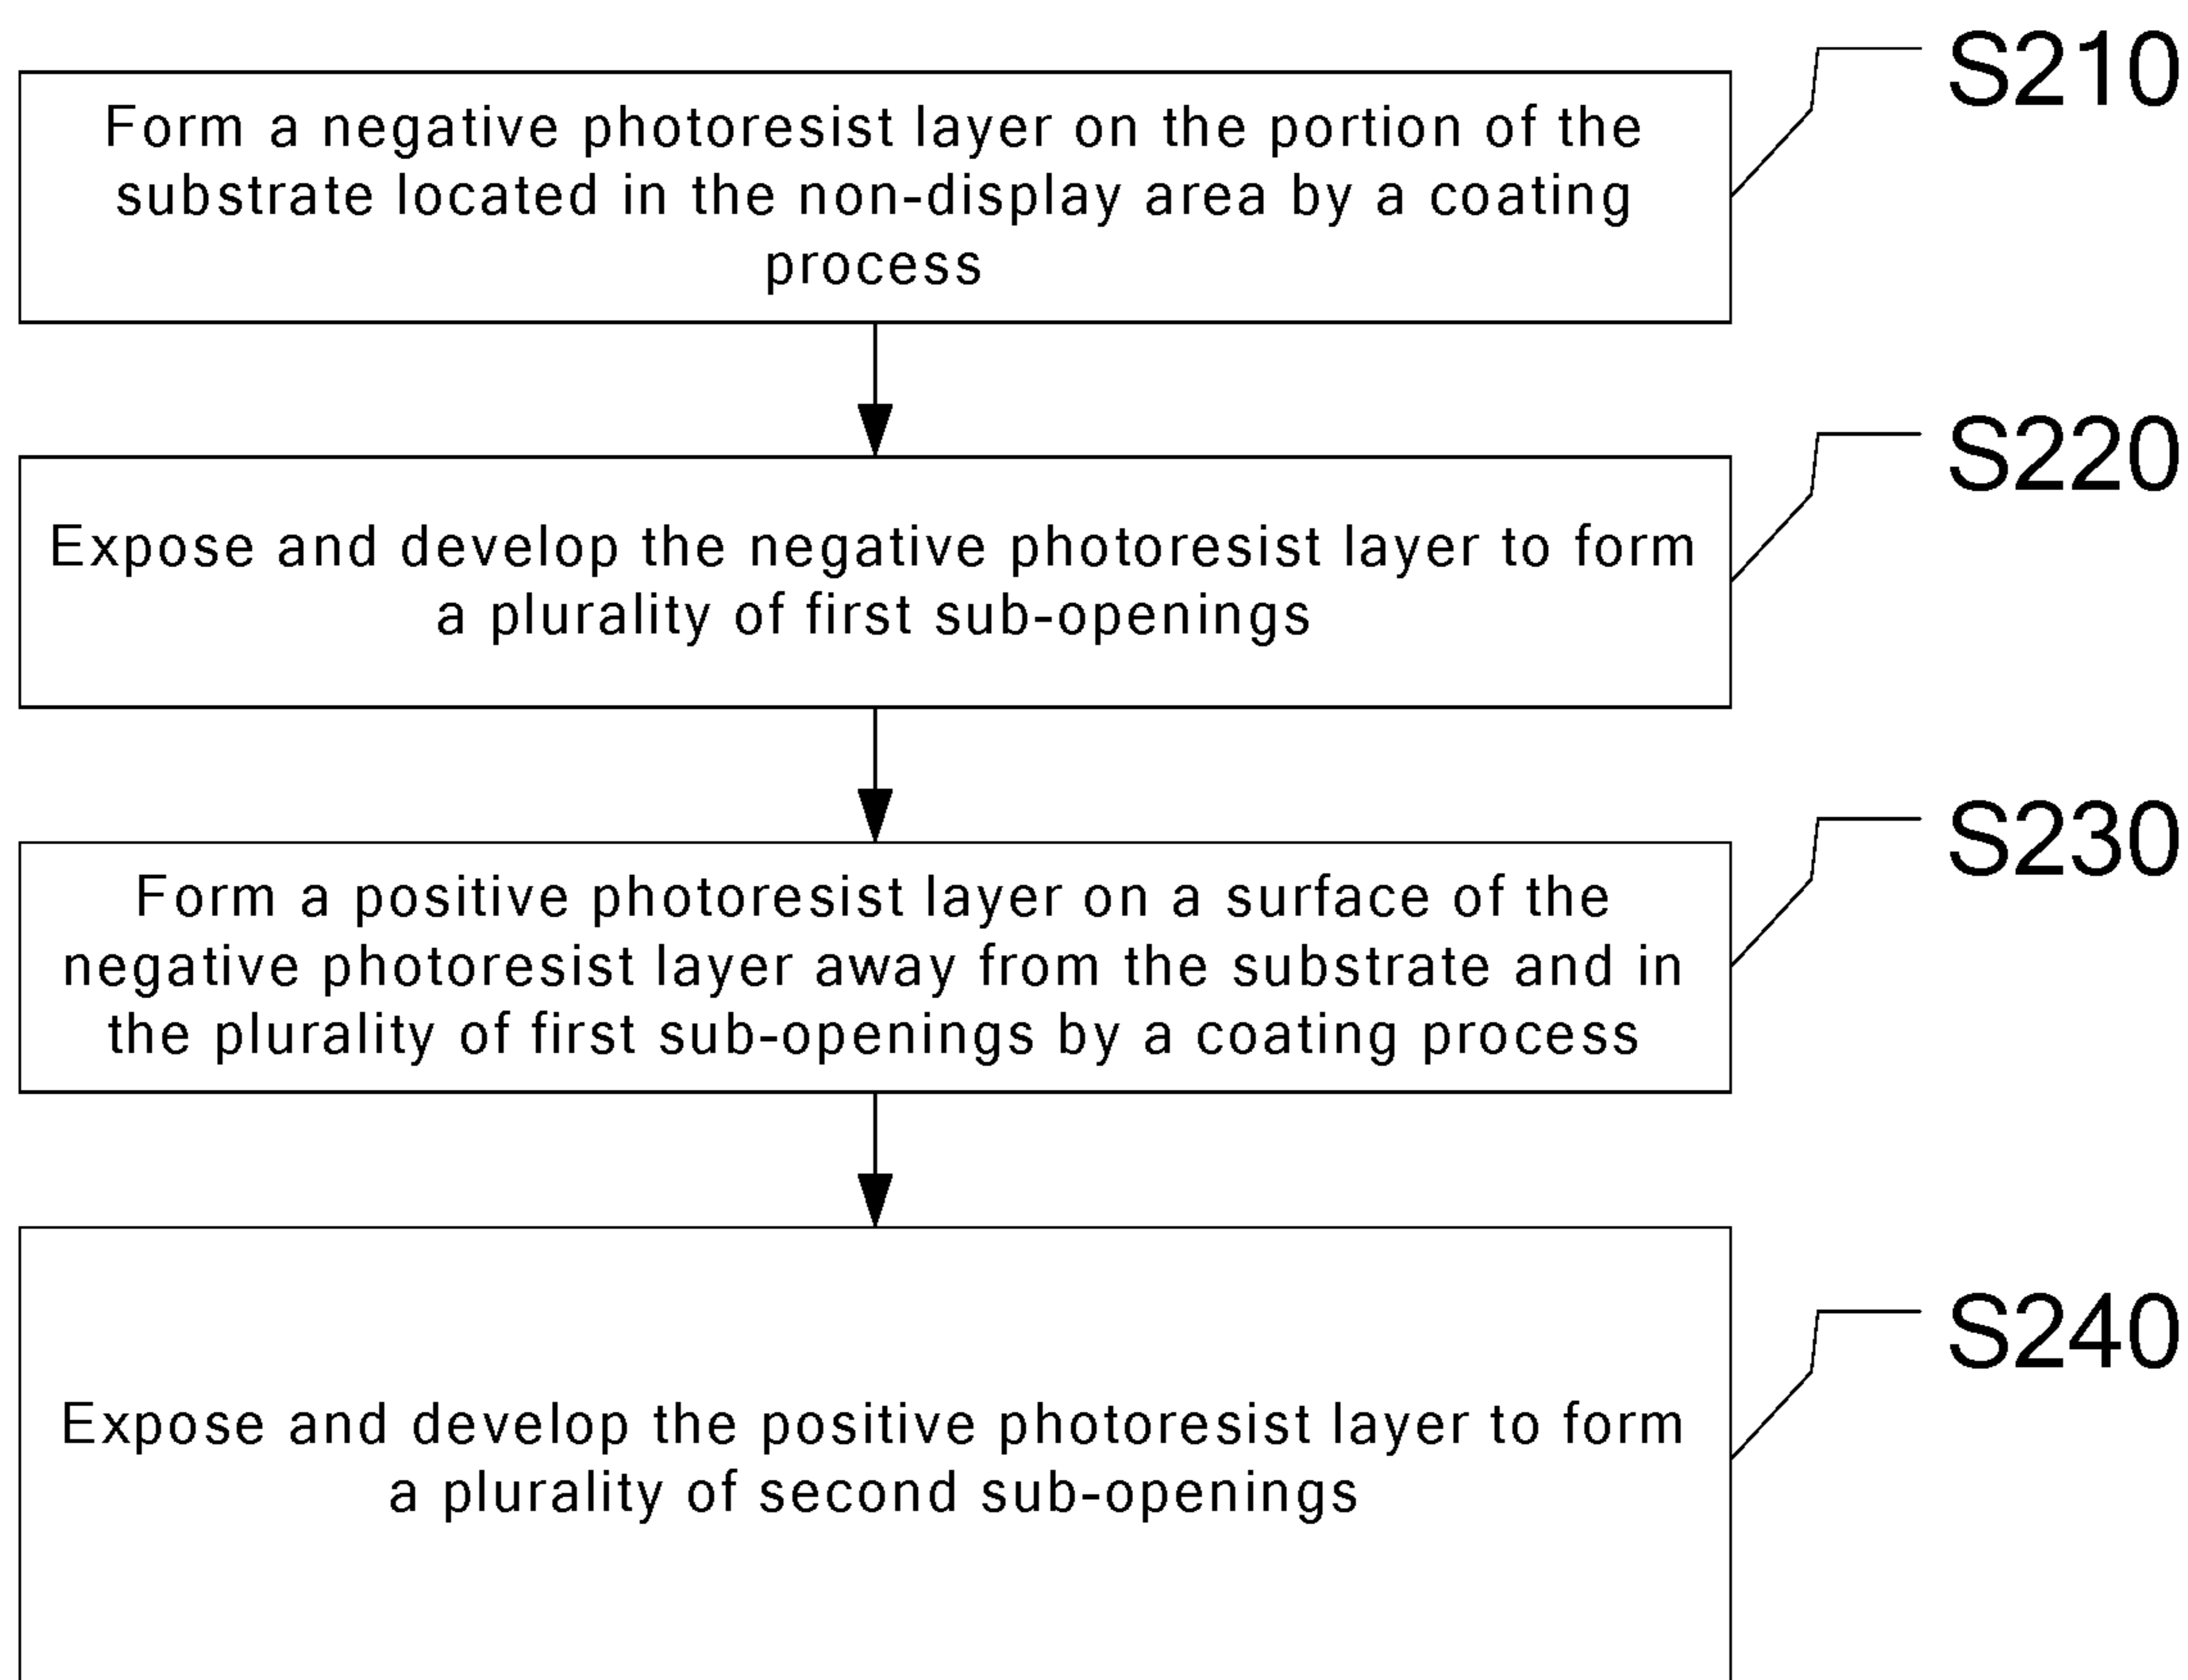 S210
Form a negative photoresist layer on the portion of the
substrate located in the non-display area by a coating
process
S220
Expose and develop the negative photoresist layer to form
a plurality of first sub-openings
S230
Form a positive photoresist layer on a surface of the
negative photoresist layer away from the substrate and in
the plurality of first sub-openings by a coating process
S240
Expose and develop the positive photoresist layer to form
a plurality of second sub-openings